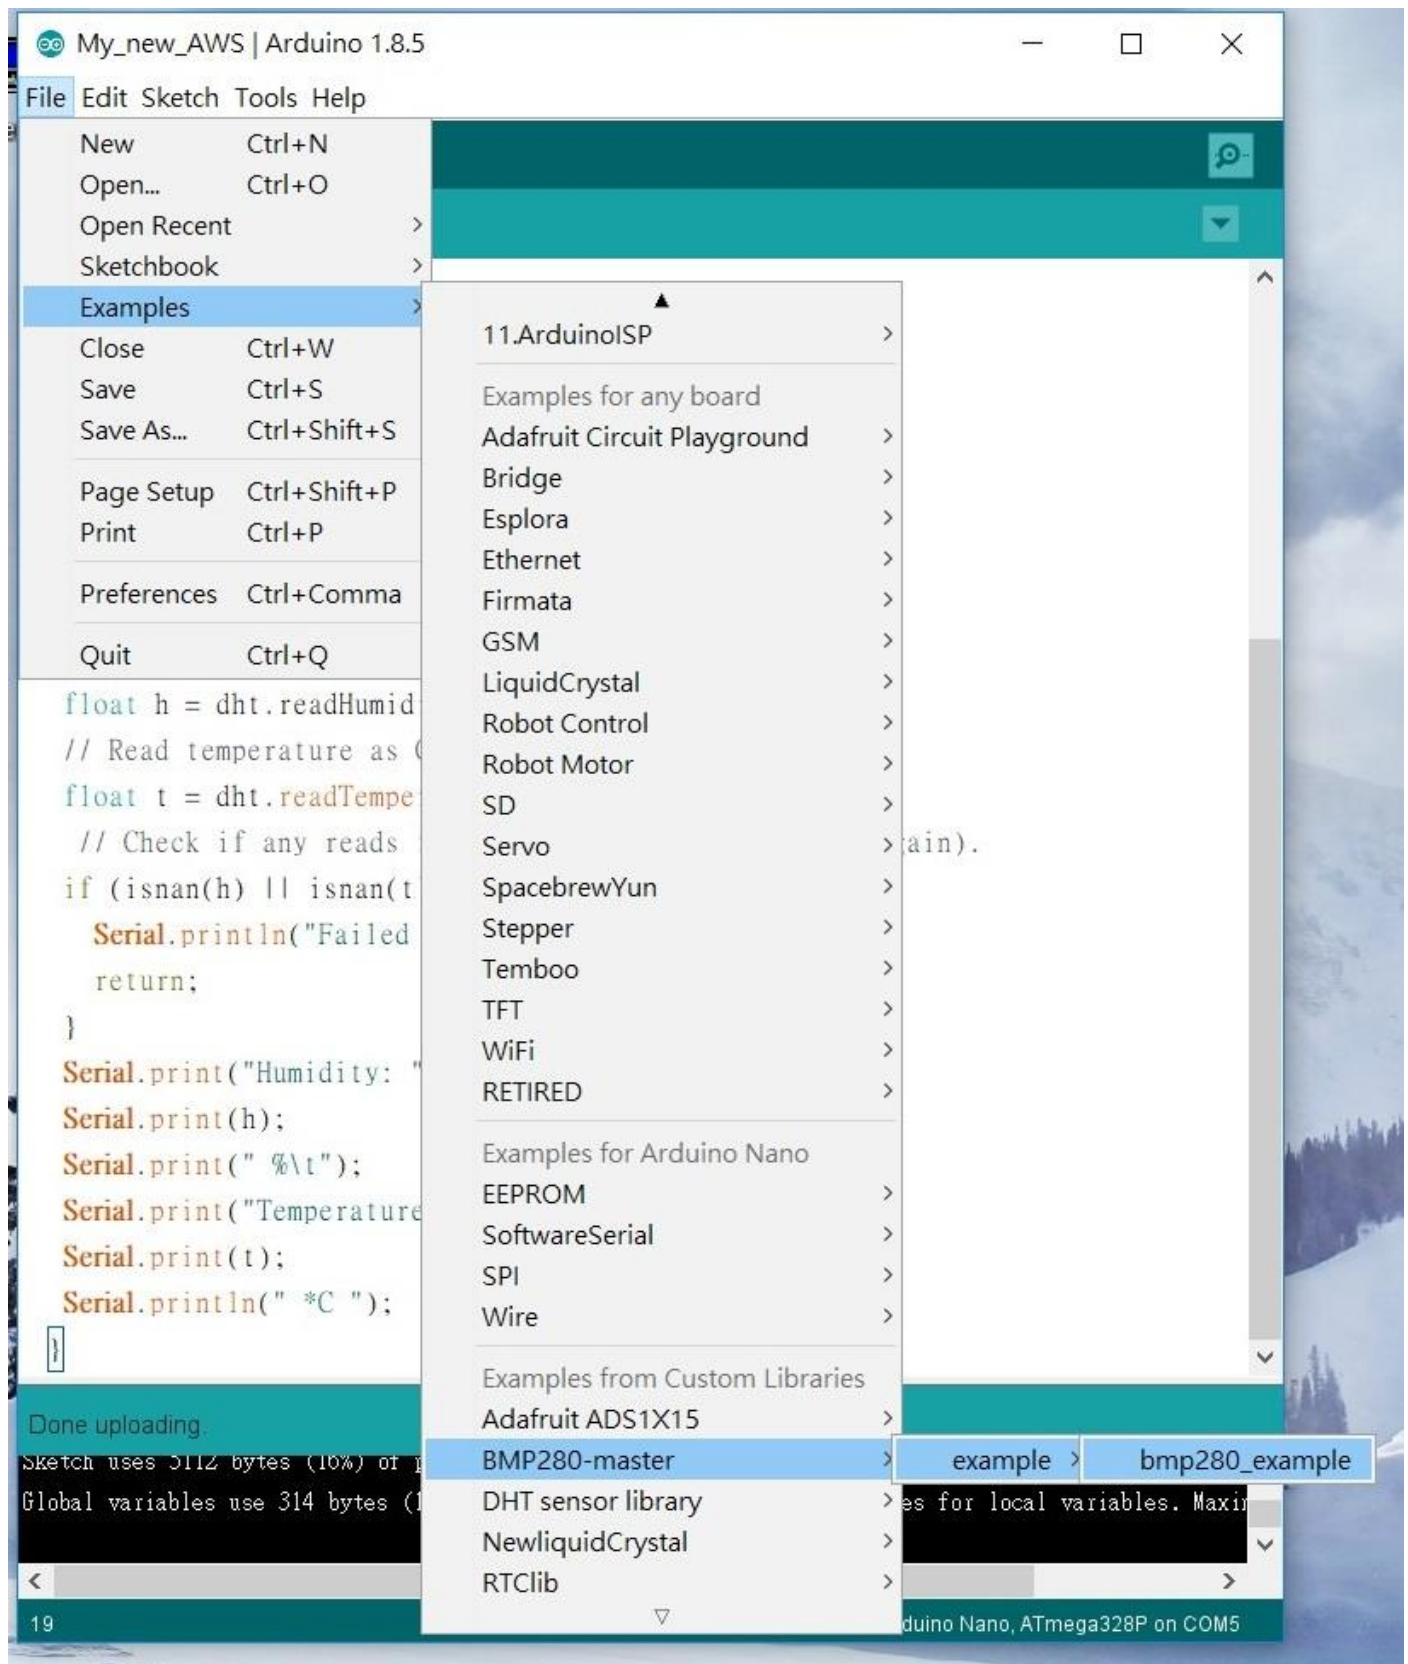 My_new_AWS | Arduino 1.8.5
File Edit Sketch Tools Help
New Ctrl+N
Open... Ctrl+O
Open Recent
Sketchbook
Examples
Close Ctrl+W
Save Ctrl+S
Save As... Ctrl+Shift+S
Page Setup Ctrl+Shift+P
Print Ctrl+P
Preferences Ctrl+Comma
Quit Ctrl+Q
11.ArduinoISP
Examples for any board
Adafruit Circuit Playground
Bridge
Esplora
Ethernet
Firmata
GSM
LiquidCrystal
Robot Control
Robot Motor
SD
Servo
SpacebrewYun
Stepper
Temboo
TFT
WiFi
RETIRED
Examples for Arduino Nano
EEPROM
SoftwareSerial
SPI
Wire
Examples from Custom Libraries
Adafruit ADS1X15
BMP280-master
DHT sensor library
NewliquidCrystal
RTClib
example
bmp280_example
float h = dht.readHumid
// Read temperature as
float t = dht.readTempe
// Check if any reads ain).
if (isnan(h) || isnan(t
Serial.println("Failed
return;
}
Serial.print("Humidity: "
Serial.print(h);
Serial.print(" %\t");
Serial.print("Temperature
Serial.print(t);
Serial.println(" *C ");
}
Done uploading.
Sketch uses 5112 bytes (16%) of
Global variables use 314 bytes ( es for local variables. Maxi
19 duino Nano, ATmega328P on COM5